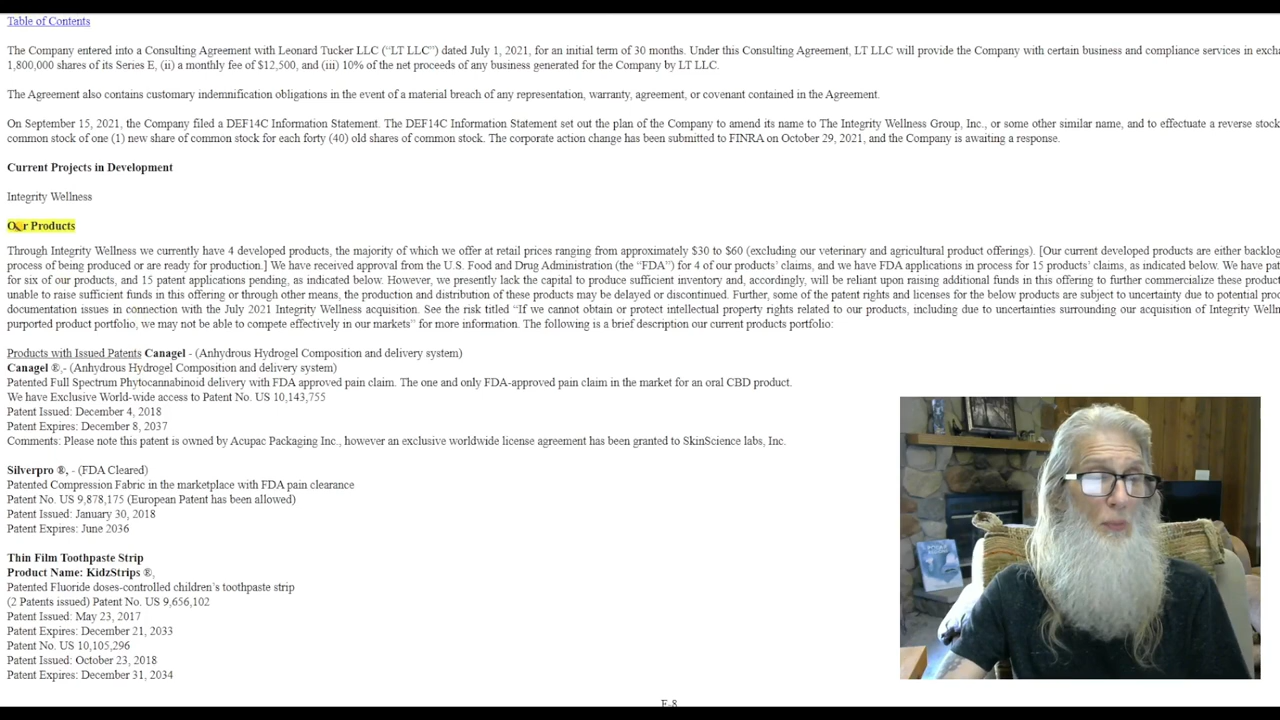 Table of Contents
The Company entered into a Consulting Agreement with Leonard Tucker LLC (“LT LLC”) dated July 1, 2021, for an initial term of 30 months. Under this Consulting Agreement, LT LLC will provide the Company with certain business and compliance services in
1,800,000 shares of its Series E, (ii) a monthly fee of $12,500, and (iii) 10% of the net proceeds of any business generated for the Company by LT LLC.
The Agreement also contains customary indemnification obligations in the event of a material breach of any representation, warranty, agreement, or covenant contained in the Agreement.
On September 15, 2021, the Company filed a DEF14C Information Statement. The DEF14C Information Statement set out the plan of the Company to amend its name to The Integrity Wellness Group, Inc., or some other similar name, and to effectuate a reverse stock
common stock of one (1) new share of common stock for each forty (40) old shares of common stock. The corporate action change has been submitted to FINRA on October 29, 2021, and the Company is awaiting a response.
Current Projects in Development
Integrity Wellness
Our Products
Through Integrity Wellness we currently have 4 developed products, the majority of which we offer at retail prices ranging from approximately $30 to $60 (excluding our veterinary and agricultural product offerings). [Our current developed products are either
process of being produced or are ready for production.] We have received approval from the U.S. Food and Drug Administration (the “FDA”) for 4 of our products’ claims, and we have FDA applications in process for 15 products’ claims, as indicated below. We have
for six of our products, and 15 patent applications pending, as indicated below. However, we presently lack the capital to produce sufficient inventory and, accordingly, will be reliant upon raising additional funds in this offering to further commercialize these
unable to raise sufficient funds in this offering or through other means, the production and distribution of these products may be delayed or discontinued. Further, some of the patent rights and licenses for the below products are subject to uncertainty due to potential
documentation issues in connection with the July 2021 Integrity Wellness acquisition. See the risk titled “If we cannot obtain or protect intellectual property rights related to our products, including due to uncertainties surrounding our acquisition of Integrity
purported product portfolio, we may not be able to compete effectively in our markets” for more information. The following is a brief description our current products portfolio:
Products with Issued Patents Canagel - (Anhydrous Hydrogel Composition and delivery system)
Canagel ®,- (Anhydrous Hydrogel Composition and delivery system)
Patented Full Spectrum Phytocannabinoid delivery with FDA approved pain claim. The one and only FDA-approved pain claim in the market for an oral CBD product.
We have Exclusive World-wide access to Patent No. US 10,143,755
Patent Issued: December 4, 2018
Patent Expires: December 8, 2037
Comments: Please note this patent is owned by Acupac Packaging Inc., however an exclusive worldwide license agreement has been granted to SkinScience labs, Inc.
Silverpro ®, - (FDA Cleared)
Patented Compression Fabric in the marketplace with FDA pain clearance
Patent No. US 9,878,175 (European Patent has been allowed)
Patent Issued: January 30, 2018
Patent Expires: June 2036
Thin Film Toothpaste Strip
Product Name: KidzStrips ®,
Patented Fluoride doses-controlled children’s toothpaste strip
(2 Patents issued) Patent No. US 9,656,102
Patent Issued: May 23, 2017
Patent Expires: December 21, 2033
Patent No. US 10,105,296
Patent Issued: October 23, 2018
Patent Expires: December 31, 2034